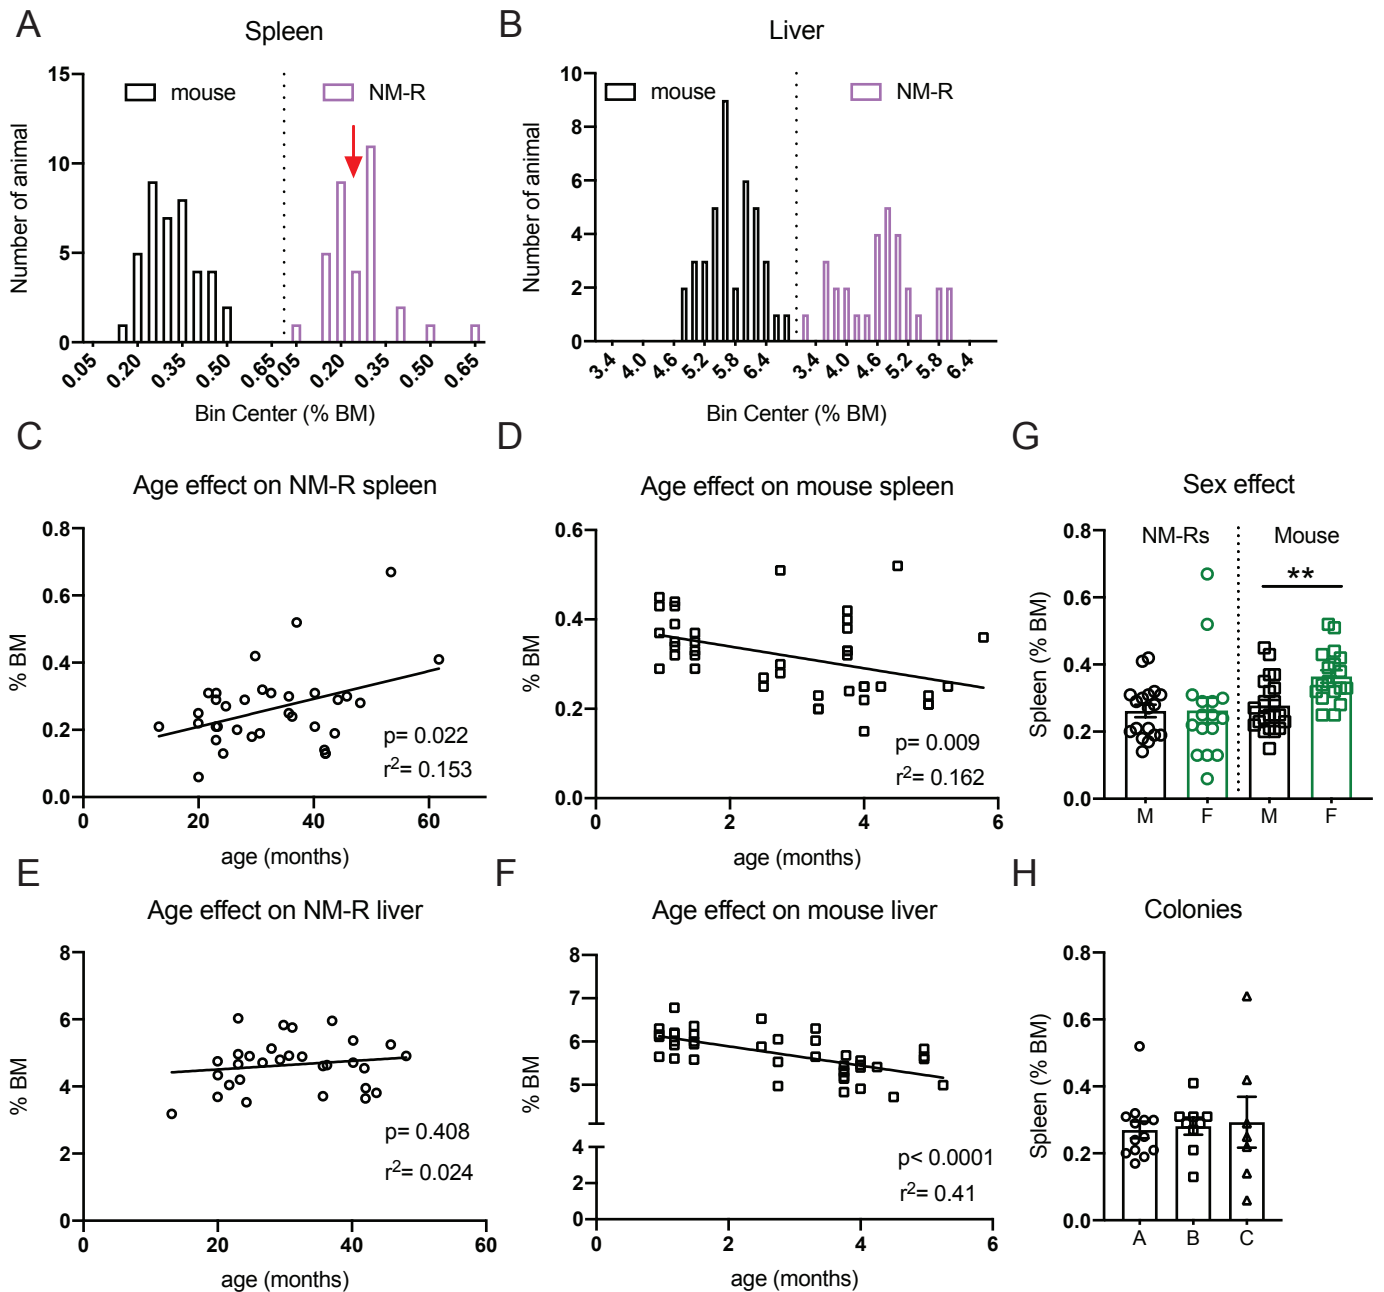 A
Spleen
15
10
5
0
Number of animal
mouse
NM-R
0.05
0.20
0.35
0.50
0.65
0.05
0.20
0.35
0.50
0.65
Bin Center (% BM)
B
Liver
10
8
6
4
2
0
Number of animal
mouse
NM-R
3.4
4.0
4.6
5.2
5.8
6.4
3.4
4.0
4.6
5.2
5.8
6.4
Bin Center (% BM)
C
Age effect on NM-R spleen
0.8
0.6
0.4
0.2
0.0
% BM
p= 0.022
r²= 0.153
0
20
40
60
age (months)
D
Age effect on mouse spleen
0.6
0.4
0.2
0.0
% BM
p= 0.009
r²= 0.162
0
2
4
6
age (months)
G
Sex effect
0.8
0.6
0.4
0.2
0.0
Spleen (% BM)
NM-Rs
Mouse
**
M
F
M
F
E
Age effect on NM-R liver
8
6
4
2
0
% BM
p= 0.408
r²= 0.024
0
20
40
60
age (months)
F
Age effect on mouse liver
8
7
6
5
4
2
0
% BM
p< 0.0001
r²= 0.41
0
2
4
6
age (months)
H
Colonies
0.8
0.6
0.4
0.2
0.0
Spleen (% BM)
A
B
C